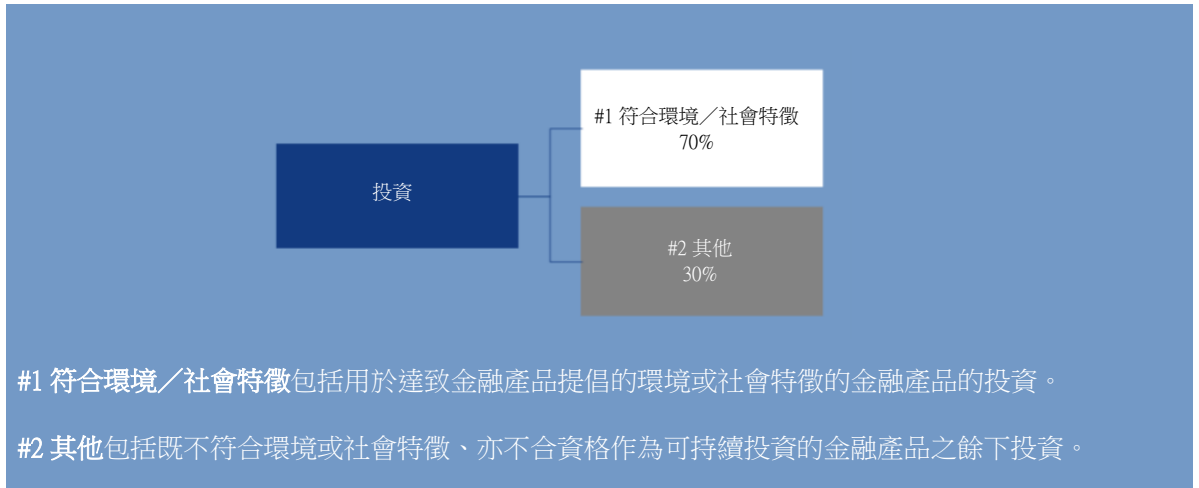 #1 符合環境／社會特徵
70%
投資
#2 其他
30%
#1 符合環境／社會特徵包括用於達致金融產品提倡的環境或社會特徵的金融產品的投資。
#2 其他包括既不符合環境或社會特徵、亦不合資格作為可持續投資的金融產品之餘下投資。